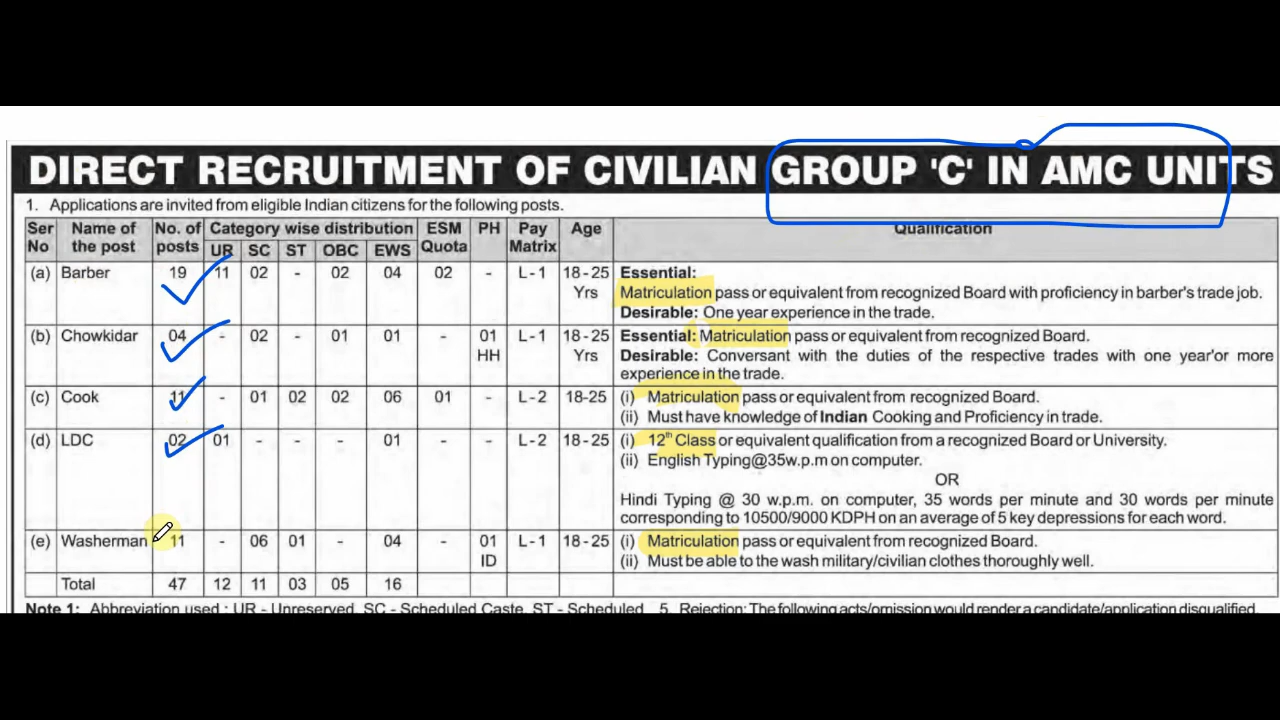 DIRECT RECRUITMENT OF CIVILIAN GROUP 'C' IN AMC UNITS
1. Applications are invited from eligible Indian citizens for the following posts.
Ser No | Name of the post | No. of posts | Category wise distribution | ESM Quota | PH | Pay Matrix | Age | Qualification
UR | SC | ST | OBC | EWS
(a) Barber 19 11 02 - 02 04 02 - L-1 18-25 Yrs Essential:
Matriculation pass or equivalent from recognized Board with proficiency in barber's trade job.
Desirable: One year experience in the trade.
(b) Chowkidar 04 - 02 - 01 01 - 01 HH L-1 18-25 Yrs Essential: Matriculation pass or equivalent from recognized Board.
Desirable: Conversant with the duties of the respective trades with one year'or more
experience in the trade.
(c) Cook 11 - 01 02 02 06 01 - L-2 18-25 (i) Matriculation pass or equivalent from recognized Board.
(ii) Must have knowledge of Indian Cooking and Proficiency in trade.
(d) LDC 02 01 - - - 01 - - L-2 18-25 (i) 12th Class or equivalent qualification from a recognized Board or University.
(ii) English Typing@35w.p.m on computer.
OR
Hindi Typing @ 30 w.p.m. on computer, 35 words per minute and 30 words per minute
corresponding to 10500/9000 KDPH on an average of 5 key depressions for each word.
(e) Washerman 11 - 06 01 - 04 - 01 ID L-1 18-25 (i) Matriculation pass or equivalent from recognized Board.
(ii) Must be able to the wash military/civilian clothes thoroughly well.
Total 47 12 11 03 05 16
Note 1: Abbreviation used : UR - Unreserved, SC - Scheduled Caste, ST - Scheduled
5. Rejection: The following acts/omission would render a candidate/application disqualified